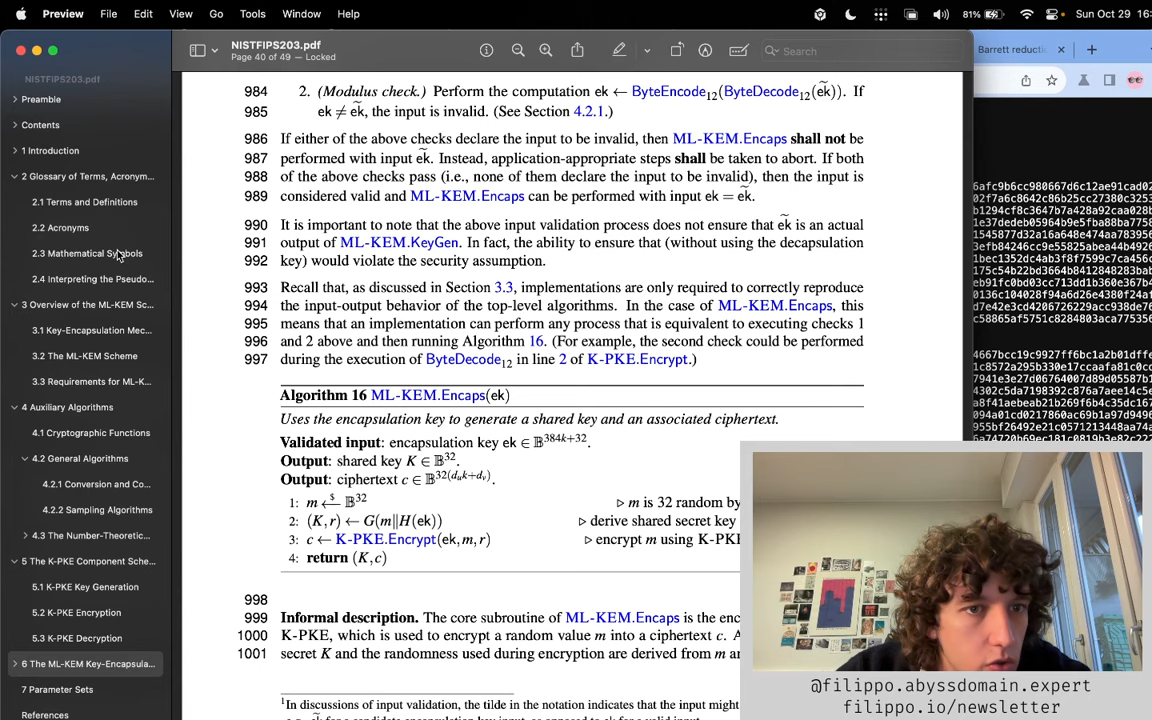 Preview File Edit View Go Tools Window Help
81% Sun Oct 29 16:
NISTFIPS203.pdf
Page 40 of 49 — Locked
Search
Barrett reducti
NISTFIPS203.pdf
Preamble
Contents
1 Introduction
2 Glossary of Terms, Acronym...
2.1 Terms and Definitions
2.2 Acronyms
2.3 Mathematical Symbols
2.4 Interpreting the Pseudo...
3 Overview of the ML-KEM Sc...
3.1 Key-Encapsulation Mec...
3.2 The ML-KEM Scheme
3.3 Requirements for ML-K...
4 Auxiliary Algorithms
4.1 Cryptographic Functions
4.2 General Algorithms
4.2.1 Conversion and Co...
4.2.2 Sampling Algorithms
4.3 The Number-Theoretic...
5 The K-PKE Component Sche...
5.1 K-PKE Key Generation
5.2 K-PKE Encryption
5.3 K-PKE Decryption
6 The ML-KEM Key-Encapsula...
7 Parameter Sets
References
984 2. (Modulus check.) Perform the computation ek ← ByteEncode₁₂(ByteDecode₁₂(ek̃)). If
985 ek ≠ ek̃, the input is invalid. (See Section 4.2.1.)
986 If either of the above checks declare the input to be invalid, then ML-KEM.Encaps shall not be
987 performed with input ek̃. Instead, application-appropriate steps shall be taken to abort. If both
988 of the above checks pass (i.e., none of them declare the input to be invalid), then the input is
989 considered valid and ML-KEM.Encaps can be performed with input ek = ek̃.
990 It is important to note that the above input validation process does not ensure that ek̃ is an actual
991 output of ML-KEM.KeyGen. In fact, the ability to ensure that (without using the decapsulation
992 key) would violate the security assumption.
993 Recall that, as discussed in Section 3.3, implementations are only required to correctly reproduce
994 the input-output behavior of the top-level algorithms. In the case of ML-KEM.Encaps, this
995 means that an implementation can perform any process that is equivalent to executing checks 1
996 and 2 above and then running Algorithm 16. (For example, the second check could be performed
997 during the execution of ByteDecode₁₂ in line 2 of K-PKE.Encrypt.)
Algorithm 16 ML-KEM.Encaps(ek)
Uses the encapsulation key to generate a shared key and an associated ciphertext.
Validated input: encapsulation key ek ∈ 𝔹^{384k+32}.
Output: shared key K ∈ 𝔹^{32}.
Output: ciphertext c ∈ 𝔹^{32(d_u k+d_v)}.
1: m ←$ 𝔹^{32} ▷ m is 32 random by
2: (K, r) ← G(m‖H(ek)) ▷ derive shared secret key
3: c ← K-PKE.Encrypt(ek, m, r) ▷ encrypt m using K-PK
4: return (K, c)
998
999 Informal description. The core subroutine of ML-KEM.Encaps is the enc
1000 K-PKE, which is used to encrypt a random value m into a ciphertext c. A
1001 secret K and the randomness used during encryption are derived from m a
¹In discussions of input validation, the tilde in the notation indicates that the input might
@filippo.abyssdomain.expert
filippo.io/newsletter